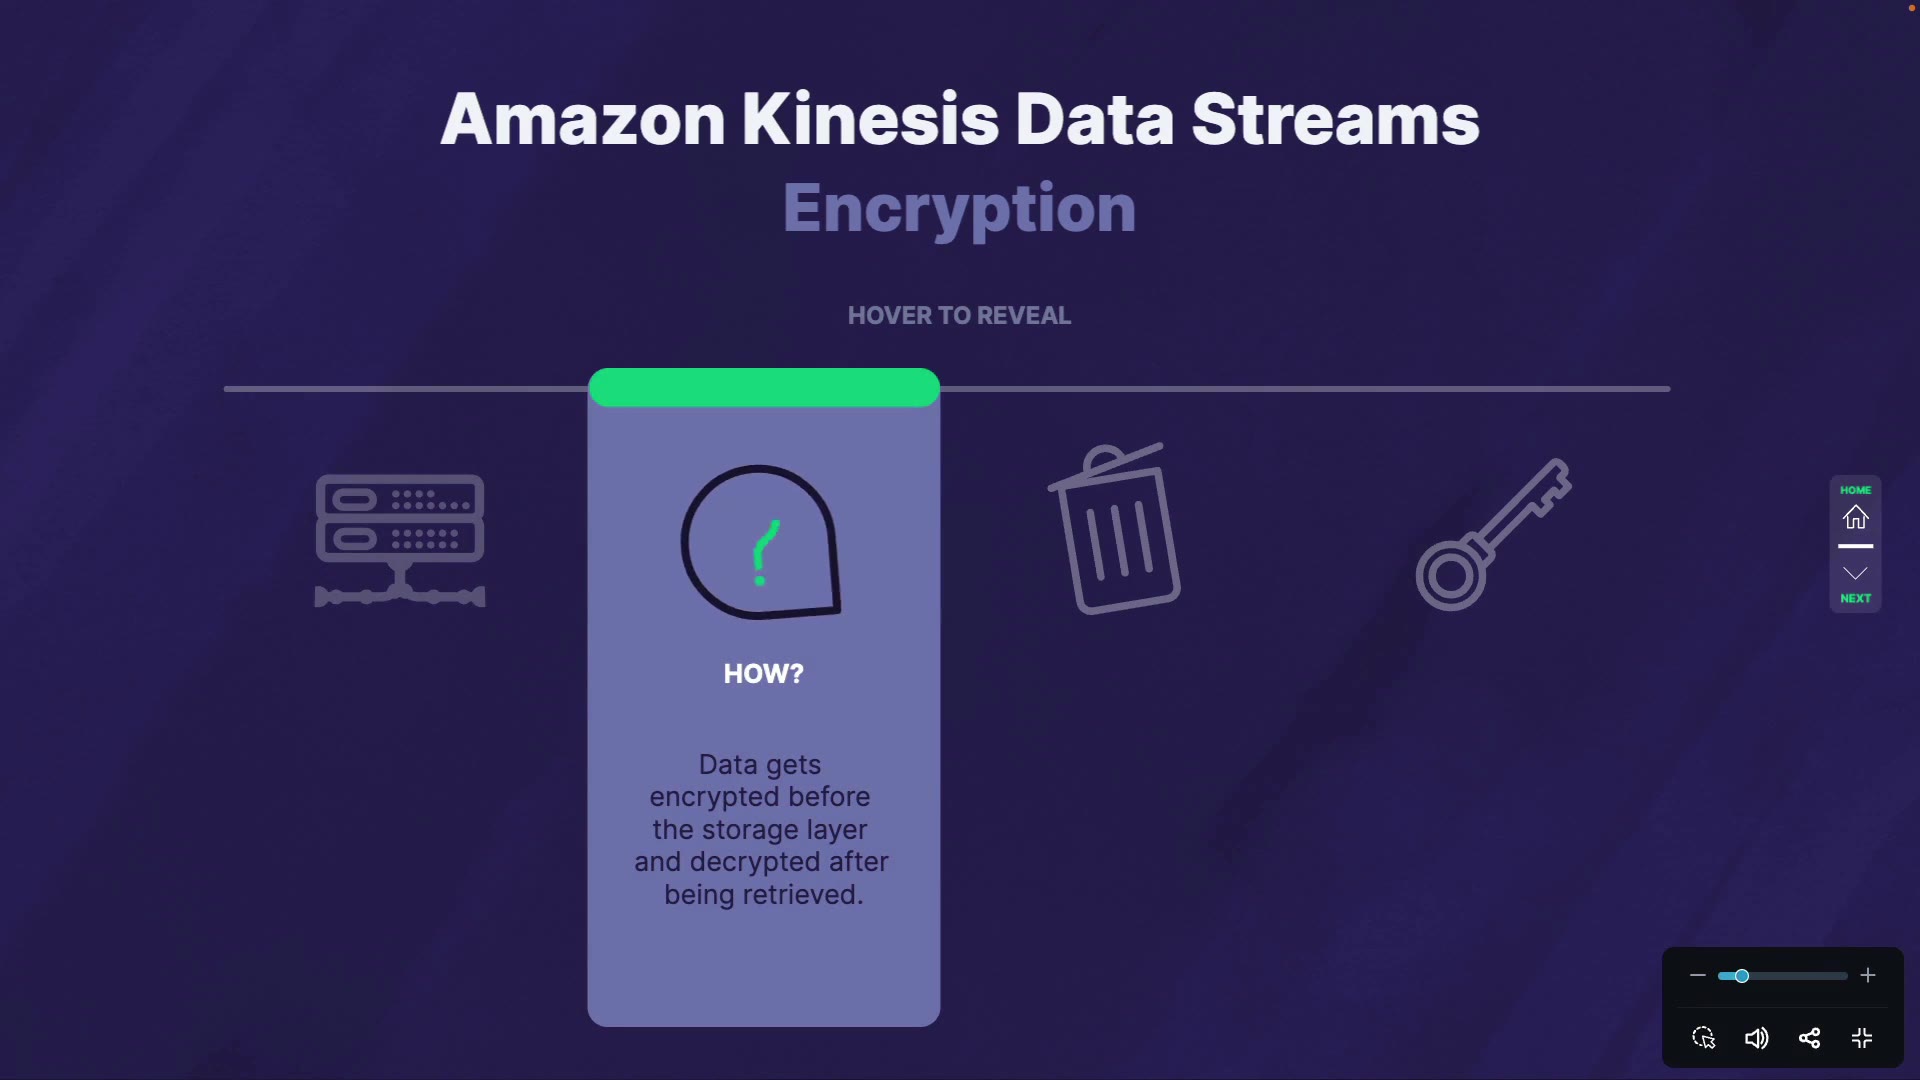 Amazon Kinesis Data Streams
Encryption
HOVER TO REVEAL
HOW?
Data gets
encrypted before
the storage layer
and decrypted after
being retrieved.
HOME
NEXT